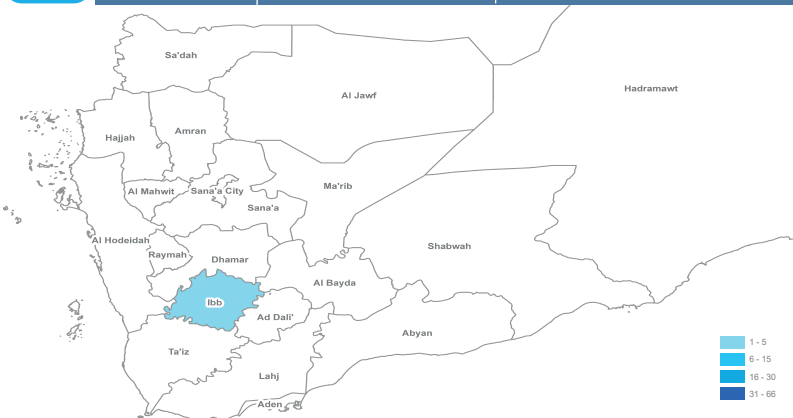 Sa'dah
Hadramawt
Al Jawf
Hajjah
Amran
Al Mahwit
Sana'a City
Ma'rib
Sana'a
Al Hodeidah
Shabwah
Raymah
Dhamar
Al Bayda
Ibb
Ad Dali'
Abyan
Ta'iz
Lahj
Aden
1 - 5
6 - 15
16 - 30
31 - 66